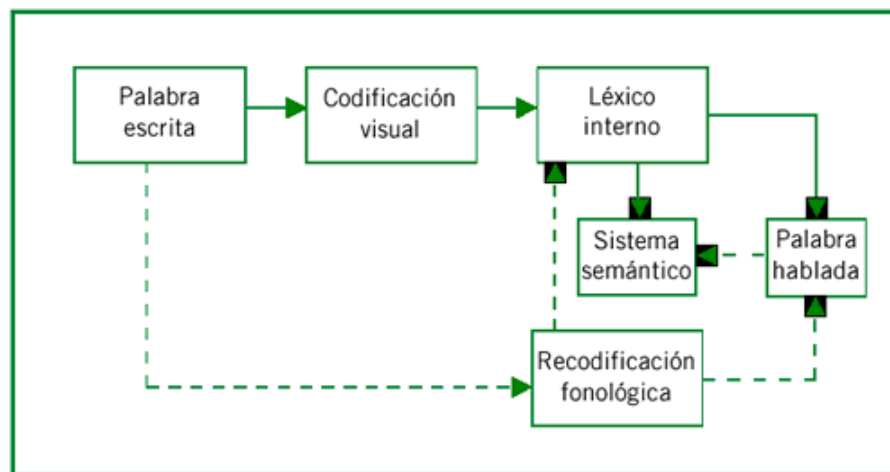 Palabra
escrita
Codificación
visual
Léxico
interno
Sistema
semántico
Palabra
hablada
Recodificación
fonológica